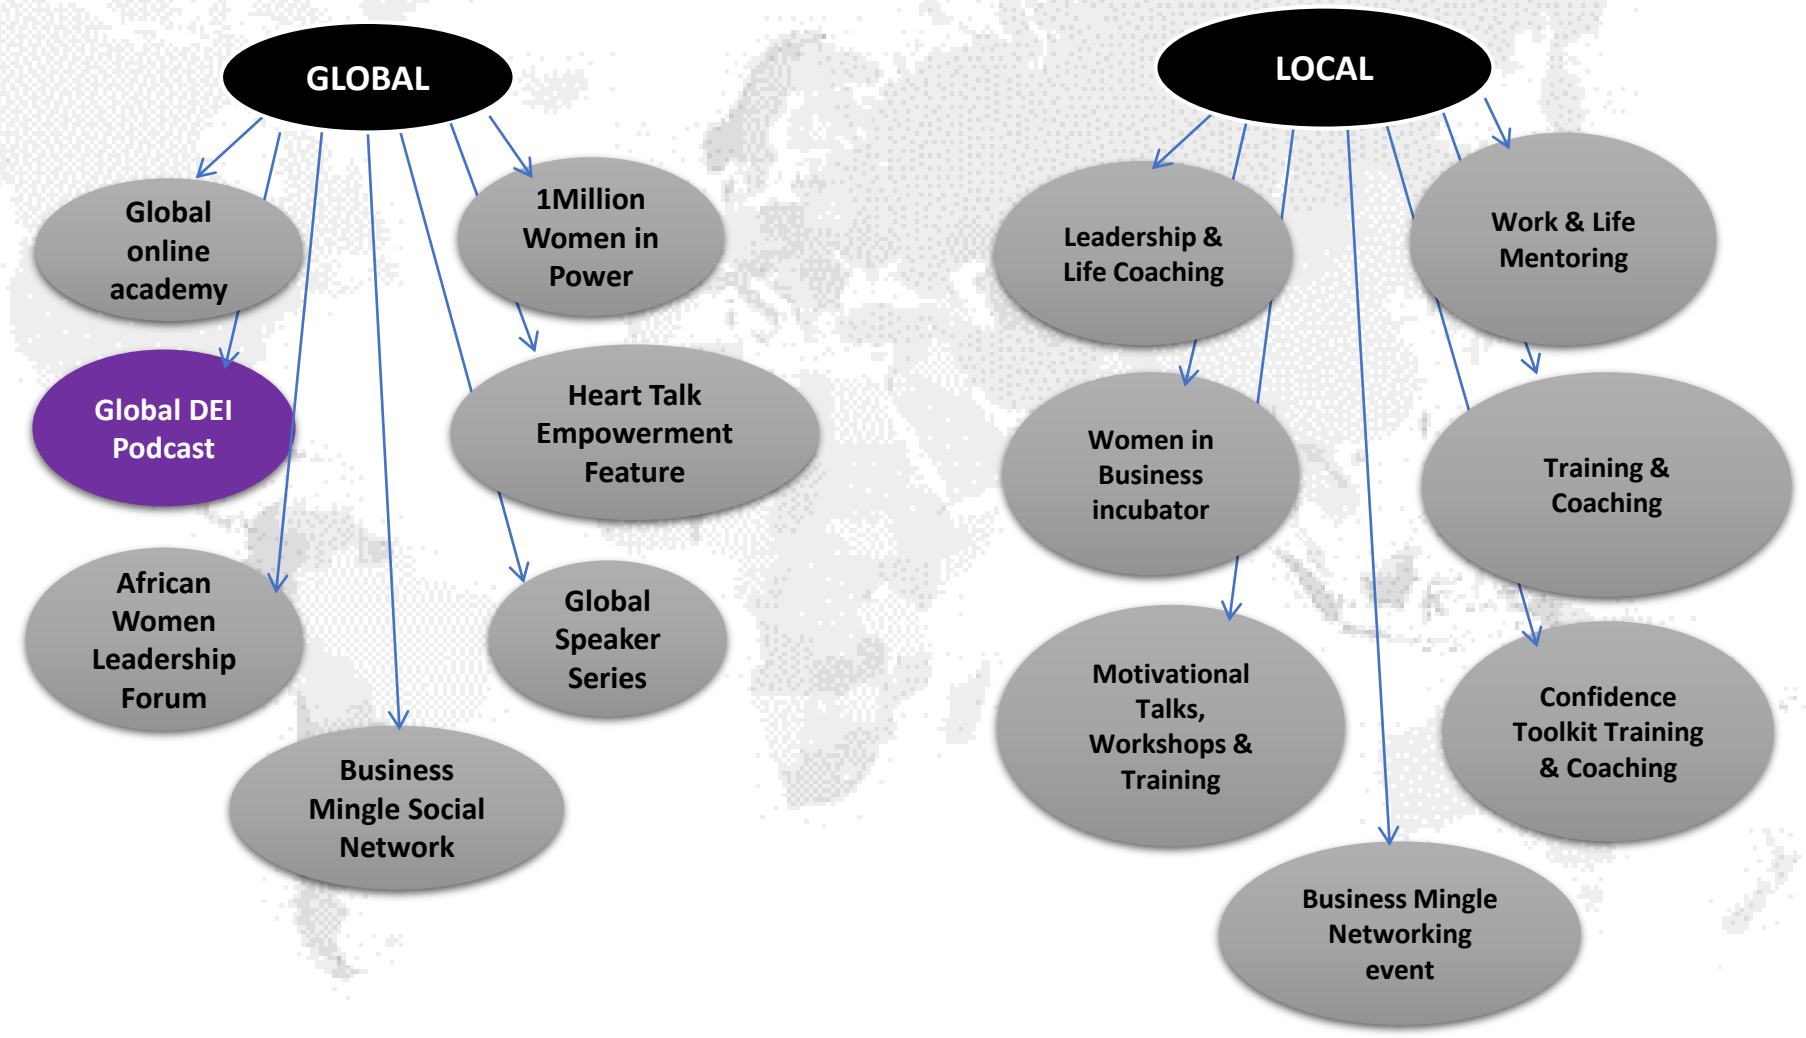 GLOBAL
Global
online
academy
1Million
Women in
Power
Global DEI
Podcast
Heart Talk
Empowerment
Feature
African
Women
Leadership
Forum
Global
Speaker
Series
Business
Mingle Social
Network
LOCAL
Leadership &
Life Coaching
Work & Life
Mentoring
Women in
Business
incubator
Training &
Coaching
Motivational
Talks,
Workshops &
Training
Confidence
Toolkit Training
& Coaching
Business Mingle
Networking
event